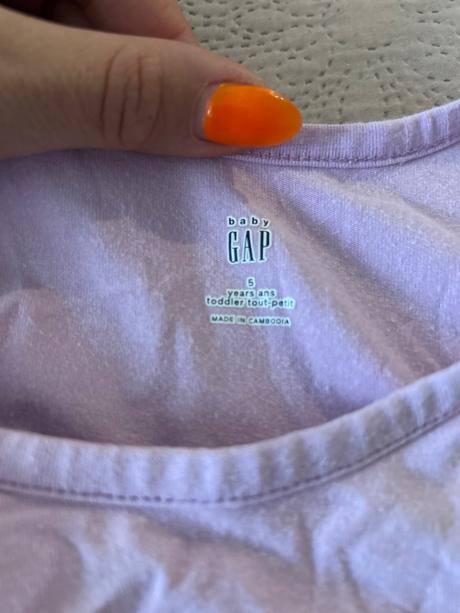 baby
GAP
5
years ans
toddler tout-petit
MADE IN CAMBODIA